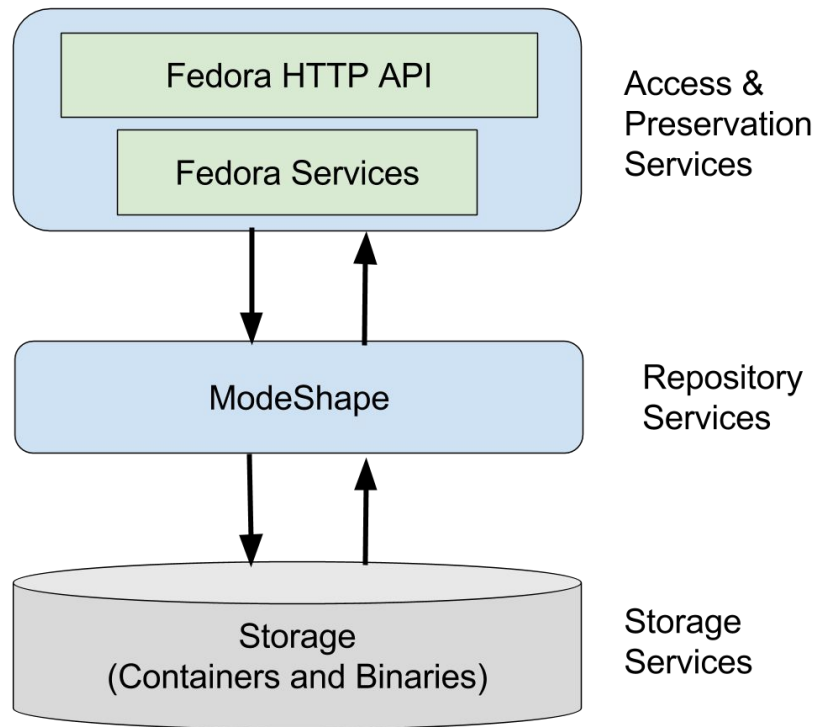 Fedora HTTP API
Fedora Services
Access &
Preservation
Services
ModeShape
Repository
Services
Storage
(Containers and Binaries)
Storage
Services